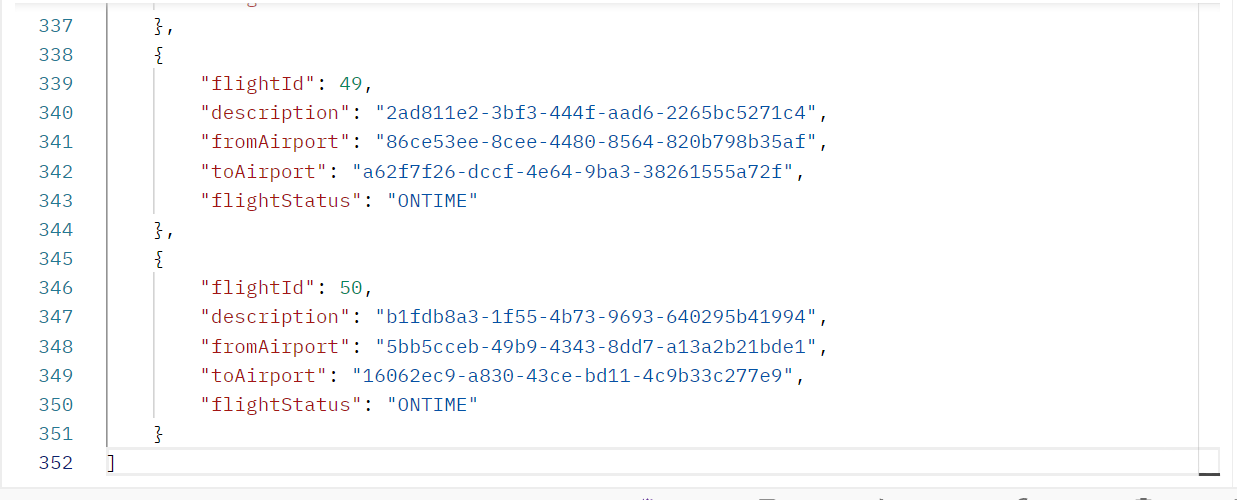 337 },
338 {
339 "flightId": 49,
340 "description": "2ad811e2-3bf3-444f-aad6-2265bc5271c4",
341 "fromAirport": "86ce53ee-8cee-4480-8564-820b798b35af",
342 "toAirport": "a62f7f26-dccf-4e64-9ba3-38261555a72f",
343 "flightStatus": "ONTIME"
344 },
345 {
346 "flightId": 50,
347 "description": "b1fdb8a3-1f55-4b73-9693-640295b41994",
348 "fromAirport": "5bb5cceb-49b9-4343-8dd7-a13a2b21bde1",
349 "toAirport": "16062ec9-a830-43ce-bd11-4c9b33c277e9",
350 "flightStatus": "ONTIME"
351 }
352 ]